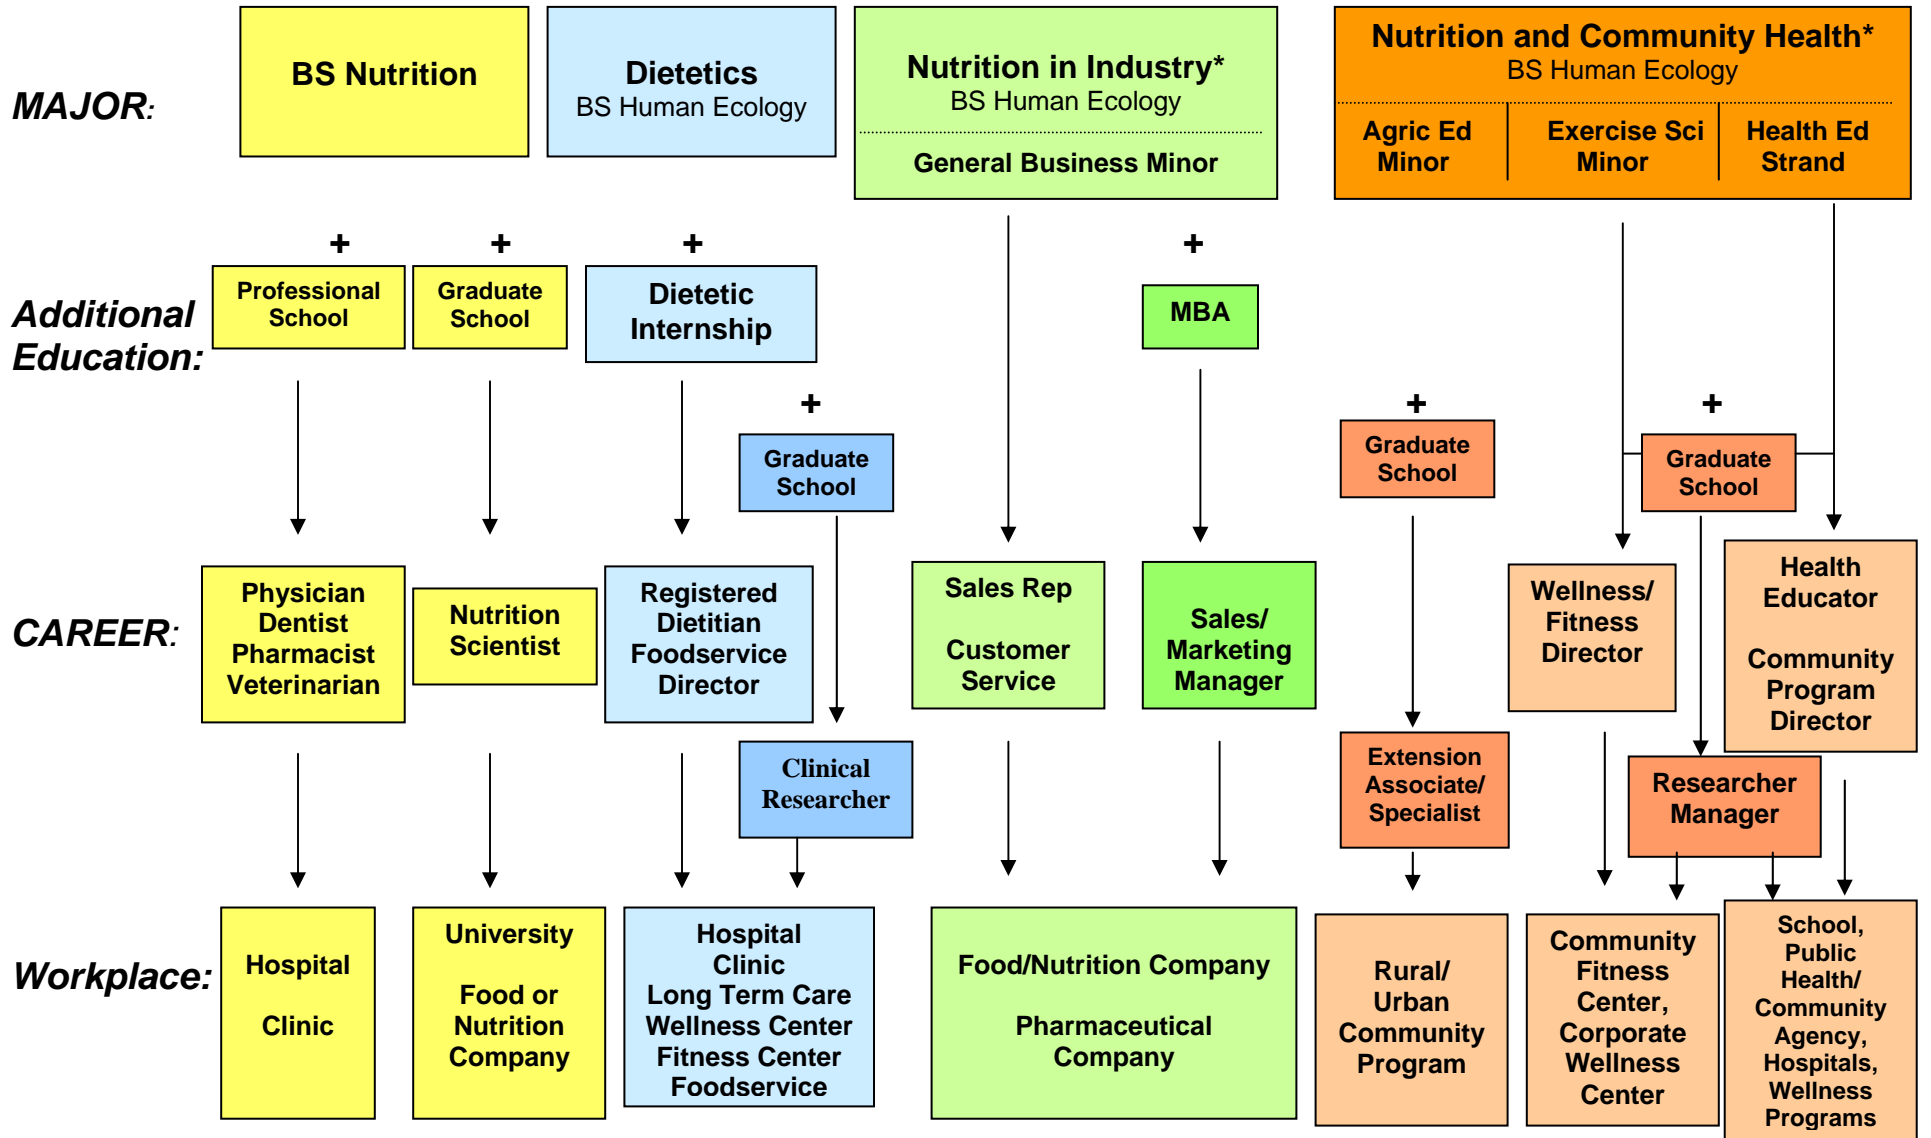 MAJOR:
BS Nutrition
Dietetics
BS Human Ecology
Nutrition in Industry*
BS Human Ecology
General Business Minor
Nutrition and Community Health*
BS Human Ecology
Agric Ed
Minor
Exercise Sci
Minor
Health Ed
Strand
+
+
+
+
Additional
Education:
Professional
School
Graduate
School
Dietetic
Internship
MBA
+
+
+
Graduate
School
Graduate
School
Graduate
School
CAREER:
Physician
Dentist
Pharmacist
Veterinarian
Nutrition
Scientist
Registered
Dietitian
Foodservice
Director
Clinical
Researcher
Sales Rep
Customer
Service
Sales/
Marketing
Manager
Extension
Associate/
Specialist
Wellness/
Fitness
Director
Researcher
Manager
Health
Educator
Community
Program
Director
Workplace:
Hospital
Clinic
University
Food or
Nutrition
Company
Hospital
Clinic
Long Term Care
Wellness Center
Fitness Center
Foodservice
Food/Nutrition Company
Pharmaceutical
Company
Rural/
Urban
Community
Program
Community
Fitness
Center,
Corporate
Wellness
Center
School,
Public
Health/
Community
Agency,
Hospitals,
Wellness
Programs